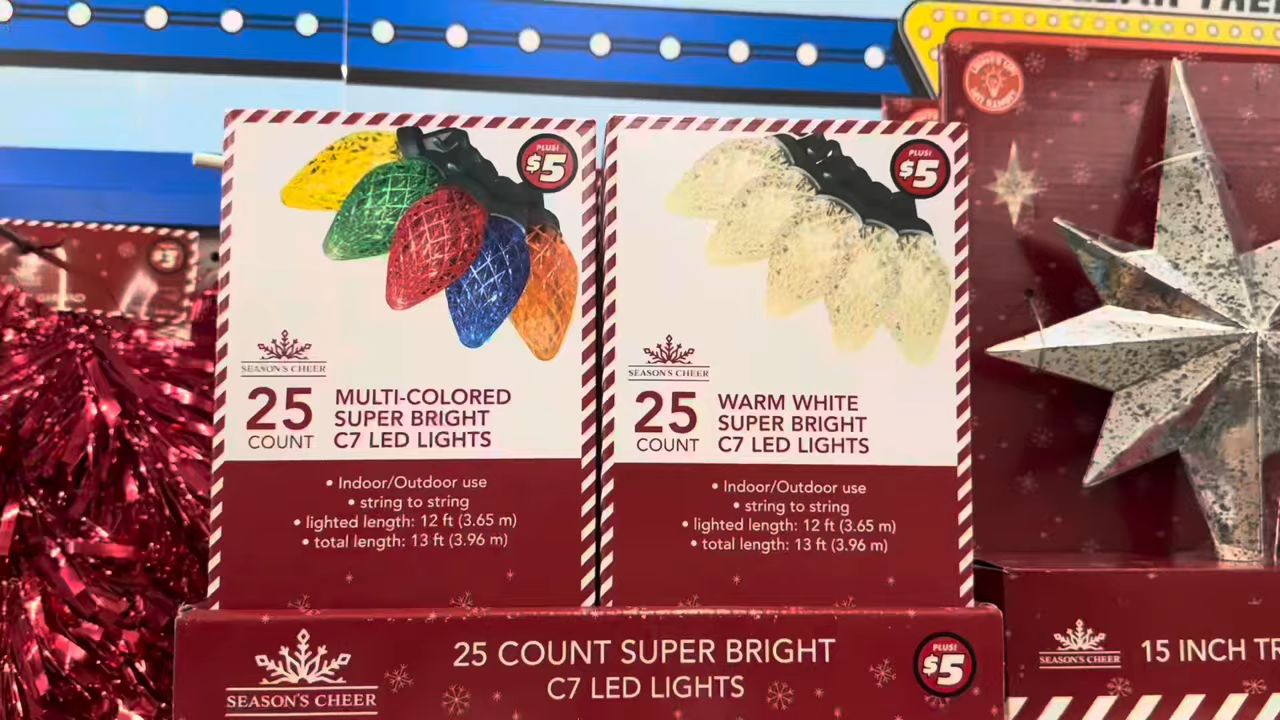 PLUS!
$5
SEASON'S CHEER
25
COUNT
MULTI-COLORED
SUPER BRIGHT
C7 LED LIGHTS
• Indoor/Outdoor use
• string to string
• lighted length: 12 ft (3.65 m)
• total length: 13 ft (3.96 m)
PLUS!
$5
SEASON'S CHEER
25
COUNT
WARM WHITE
SUPER BRIGHT
C7 LED LIGHTS
• Indoor/Outdoor use
• string to string
• lighted length: 12 ft (3.65 m)
• total length: 13 ft (3.96 m)
SEASON'S CHEER
25 COUNT SUPER BRIGHT
C7 LED LIGHTS
PLUS!
$5
SEASON'S CHEER
15 INCH